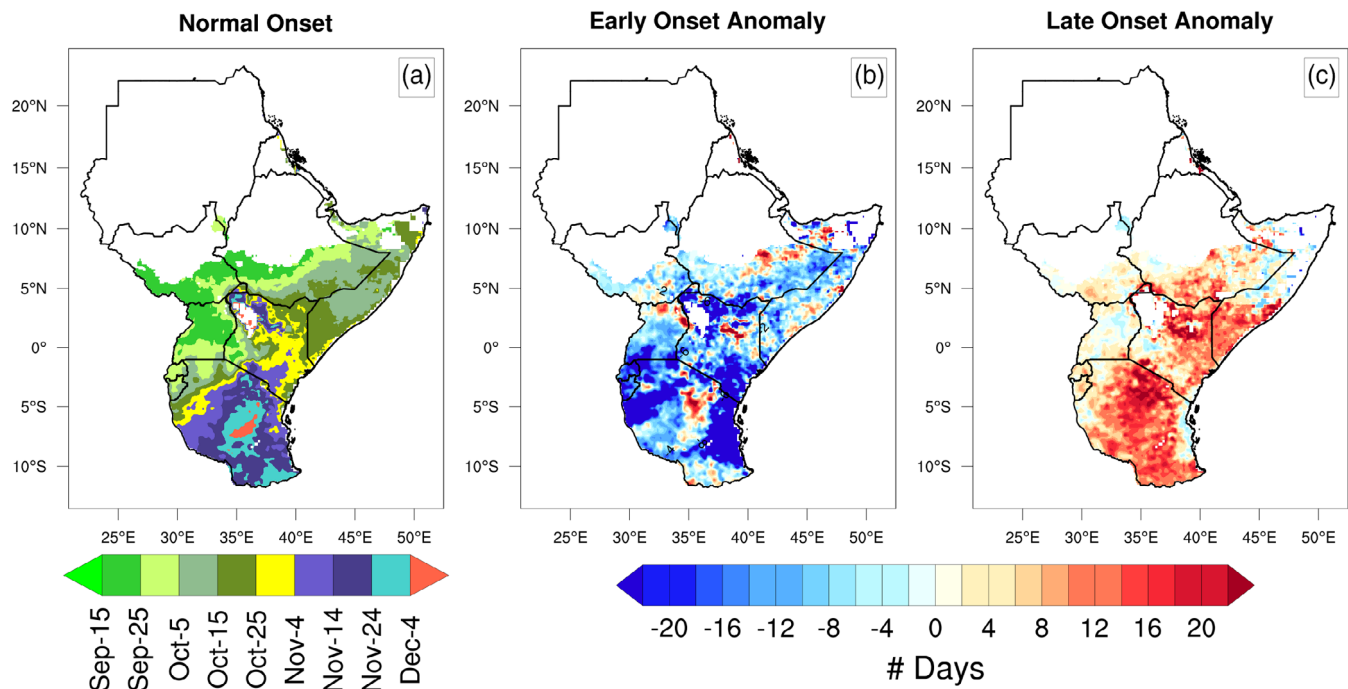 Normal Onset
Early Onset Anomaly
Late Onset Anomaly
(a)
(b)
(c)
20°N
15°N
10°N
5°N
0°
5°S
10°S
20°N
15°N
10°N
5°N
0°
5°S
10°S
20°N
15°N
10°N
5°N
0°
5°S
10°S
25°E 30°E 35°E 40°E 45°E 50°E
25°E 30°E 35°E 40°E 45°E 50°E
25°E 30°E 35°E 40°E 45°E 50°E
Sep-15
Sep-25
Oct-5
Oct-15
Oct-25
Nov-4
Nov-14
Nov-24
Dec-4
-20 -16 -12 -8 -4 0 4 8 12 16 20
# Days